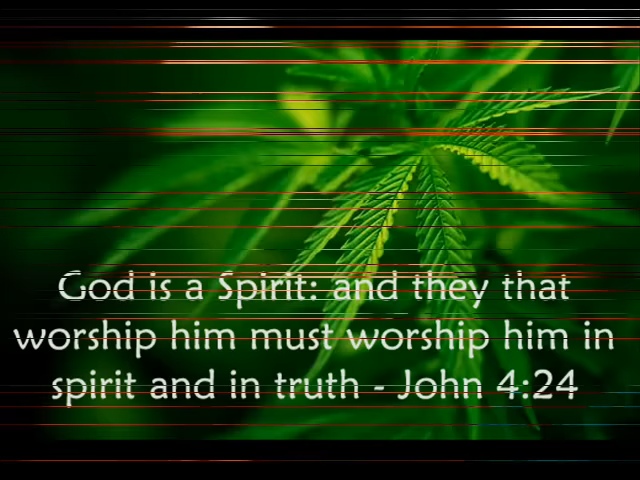 God is a Spirit: and they that
worship him must worship him in
spirit and in truth - John 4:24